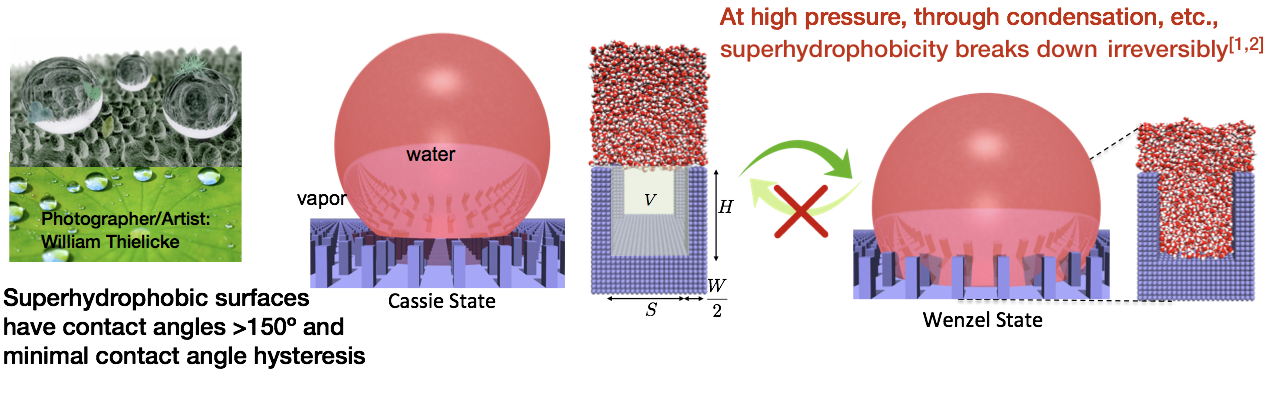 At high pressure, through condensation, etc.,
superhydrophobicity breaks down irreversibly[1,2]
water
vapor
V
H
W
2
S
Photographer/Artist:
William Thielicke
Cassie State
Wenzel State
Superhydrophobic surfaces
have contact angles >150º and
minimal contact angle hysteresis